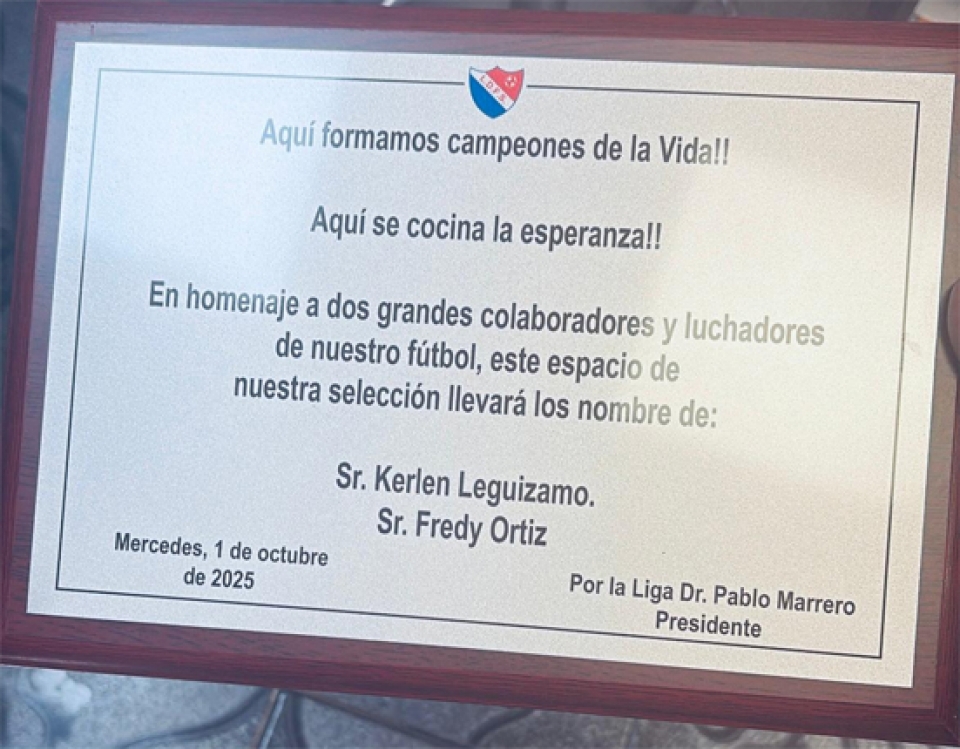 L.D.F.S.
Aquí formamos campeones de la Vida!!
Aquí se cocina la esperanza!!
En homenaje a dos grandes colaboradores y luchadores
de nuestro fútbol, este espacio de
nuestra selección llevará los nombre de:
Sr. Kerlen Leguizamo.
Sr. Fredy Ortiz
Mercedes, 1 de octubre
de 2025
Por la Liga Dr. Pablo Marrero
Presidente